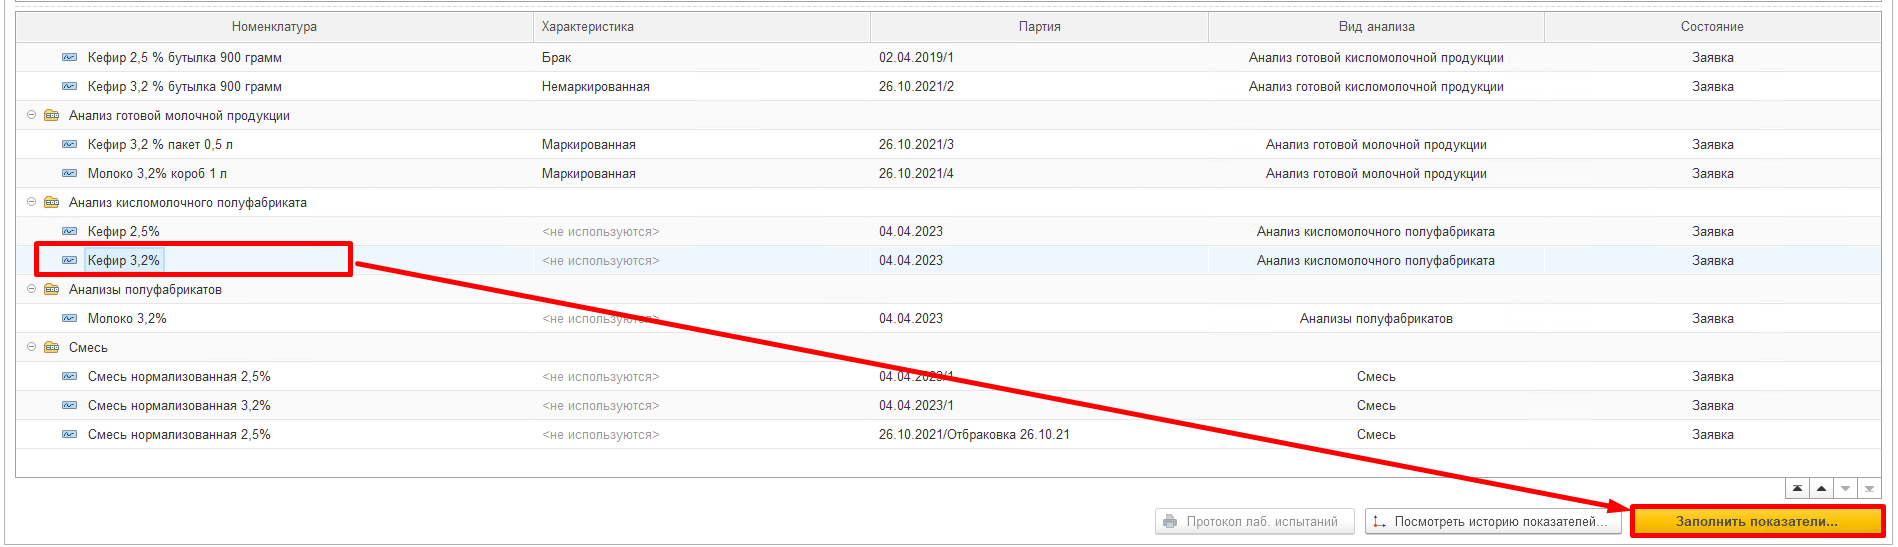 Номенклатура Характеристика Партия Вид анализа Состояние
Кефир 2,5 % бутылка 900 грамм Брак 02.04.2019/1 Анализ готовой кисломолочной продукции Заявка
Кефир 3,2 % бутылка 900 грамм Немаркированная 26.10.2021/2 Анализ готовой кисломолочной продукции Заявка
Анализ готовой молочной продукции
Кефир 3,2 % пакет 0,5 л Маркированная 26.10.2021/3 Анализ готовой молочной продукции Заявка
Молоко 3,2% короб 1 л Маркированная 26.10.2021/4 Анализ готовой молочной продукции Заявка
Анализ кисломолочного полуфабриката
Кефир 2,5% <не используются> 04.04.2023 Анализ кисломолочного полуфабриката Заявка
Кефир 3,2% <не используются> 04.04.2023 Анализ кисломолочного полуфабриката Заявка
Анализы полуфабрикатов
Молоко 3,2% <не используются> 04.04.2023 Анализы полуфабрикатов Заявка
Смесь
Смесь нормализованная 2,5% <не используются> 04.04.2023/1 Смесь Заявка
Смесь нормализованная 3,2% <не используются> 04.04.2023/1 Смесь Заявка
Смесь нормализованная 2,5% <не используются> 26.10.2021/Отбраковка 26.10.21 Смесь Заявка
Протокол лаб. испытаний Посмотреть историю показателей... Заполнить показатели...